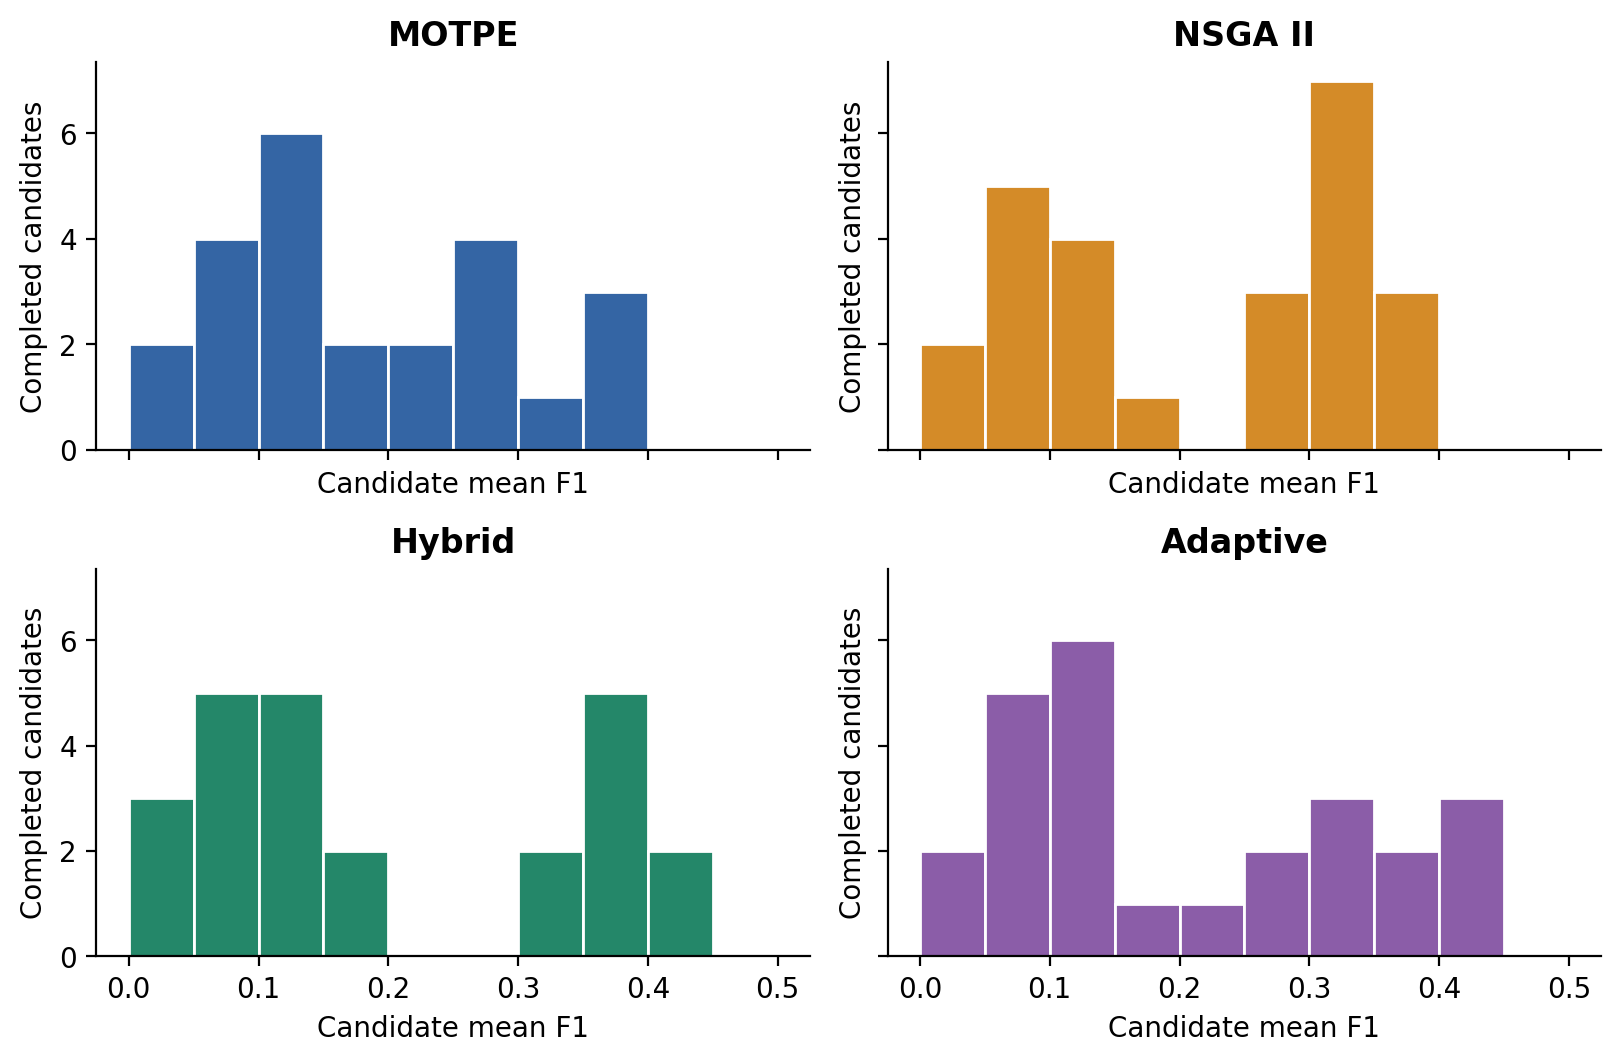 MOTPE
NSGA II
Completed candidates
6
4
2
0
Completed candidates
Candidate mean F1
Candidate mean F1
Hybrid
Adaptive
Completed candidates
6
4
2
0
Completed candidates
0.0 0.1 0.2 0.3 0.4 0.5
0.0 0.1 0.2 0.3 0.4 0.5
Candidate mean F1
Candidate mean F1